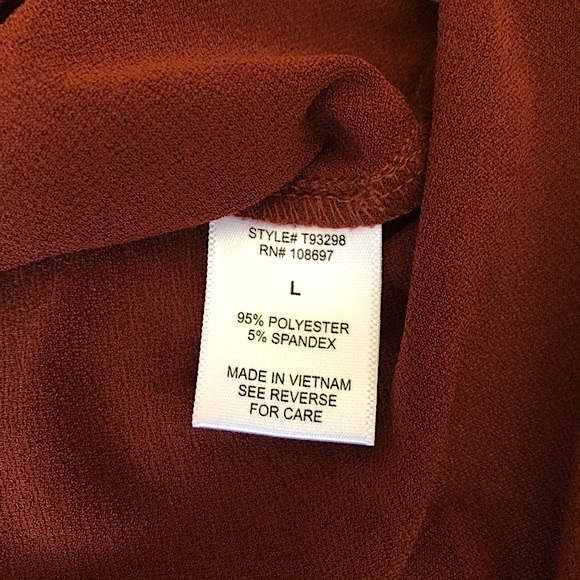 STYLE# T93298
RN# 108697
L
95% POLYESTER
5% SPANDEX
MADE IN VIETNAM
SEE REVERSE
FOR CARE